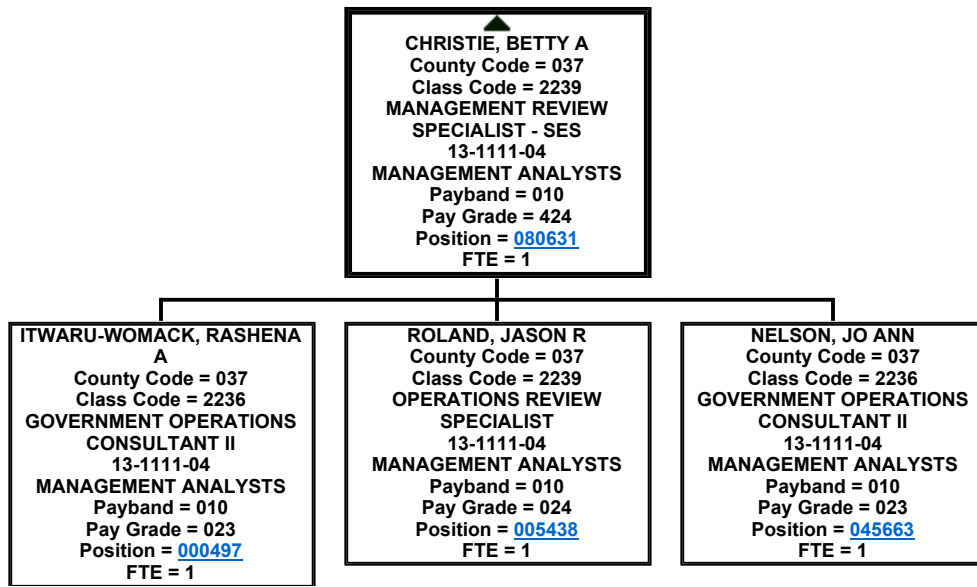 CHRISTIE, BETTY A
County Code = 037
Class Code = 2239
MANAGEMENT REVIEW
SPECIALIST - SES
13-1111-04
MANAGEMENT ANALYSTS
Payband = 010
Pay Grade = 424
Position = 080631
FTE = 1
ITWARU-WOMACK, RASHENA
A
County Code = 037
Class Code = 2236
GOVERNMENT OPERATIONS
CONSULTANT II
13-1111-04
MANAGEMENT ANALYSTS
Payband = 010
Pay Grade = 023
Position = 000497
FTE = 1
ROLAND, JASON R
County Code = 037
Class Code = 2239
OPERATIONS REVIEW
SPECIALIST
13-1111-04
MANAGEMENT ANALYSTS
Payband = 010
Pay Grade = 024
Position = 005438
FTE = 1
NELSON, JO ANN
County Code = 037
Class Code = 2236
GOVERNMENT OPERATIONS
CONSULTANT II
13-1111-04
MANAGEMENT ANALYSTS
Payband = 010
Pay Grade = 023
Position = 045663
FTE = 1